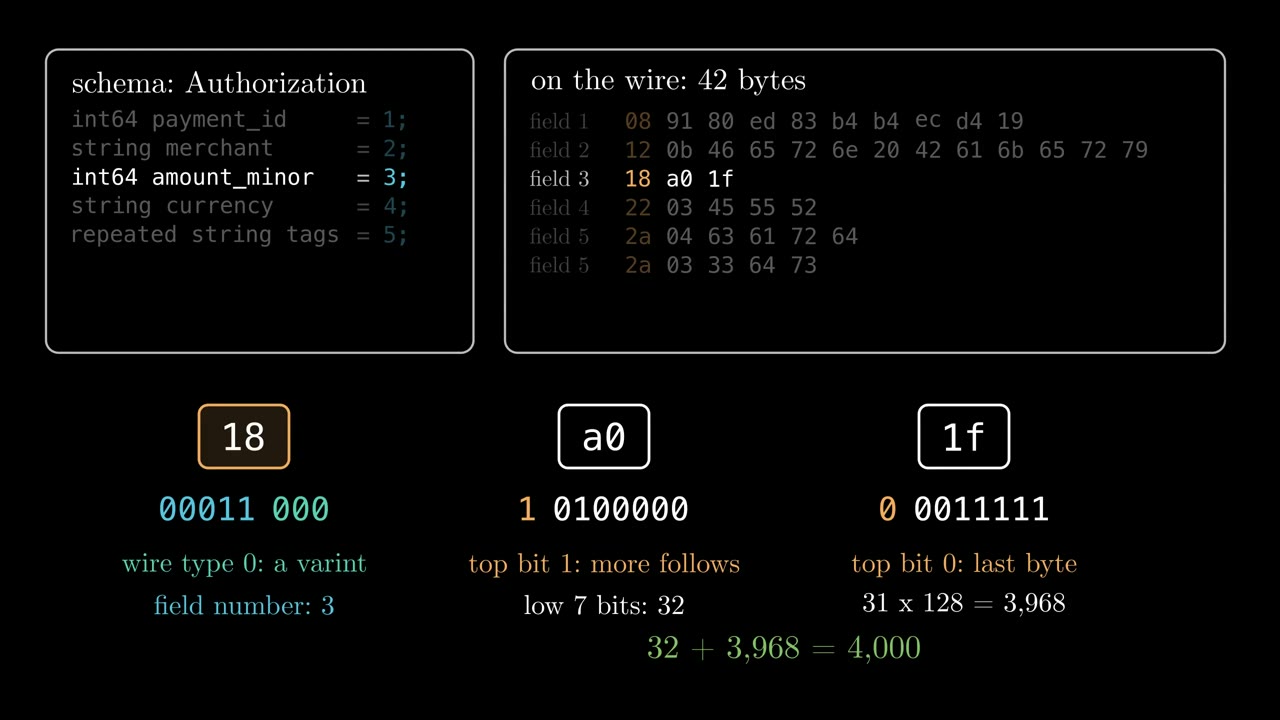 schema: Authorization
int64 payment_id = 1;
string merchant = 2;
int64 amount_minor = 3;
string currency = 4;
repeated string tags = 5;
on the wire: 42 bytes
field 1 08 91 80 ed 83 b4 b4 ec d4 19
field 2 12 0b 46 65 72 6e 20 42 61 6b 65 72 79
field 3 18 a0 1f
field 4 22 03 45 55 52
field 5 2a 04 63 61 72 64
field 5 2a 03 33 64 73
18
00011 000
wire type 0: a varint
field number: 3
a0
1 0100000
top bit 1: more follows
low 7 bits: 32
1f
0 0011111
top bit 0: last byte
31 x 128 = 3,968
32 + 3,968 = 4,000